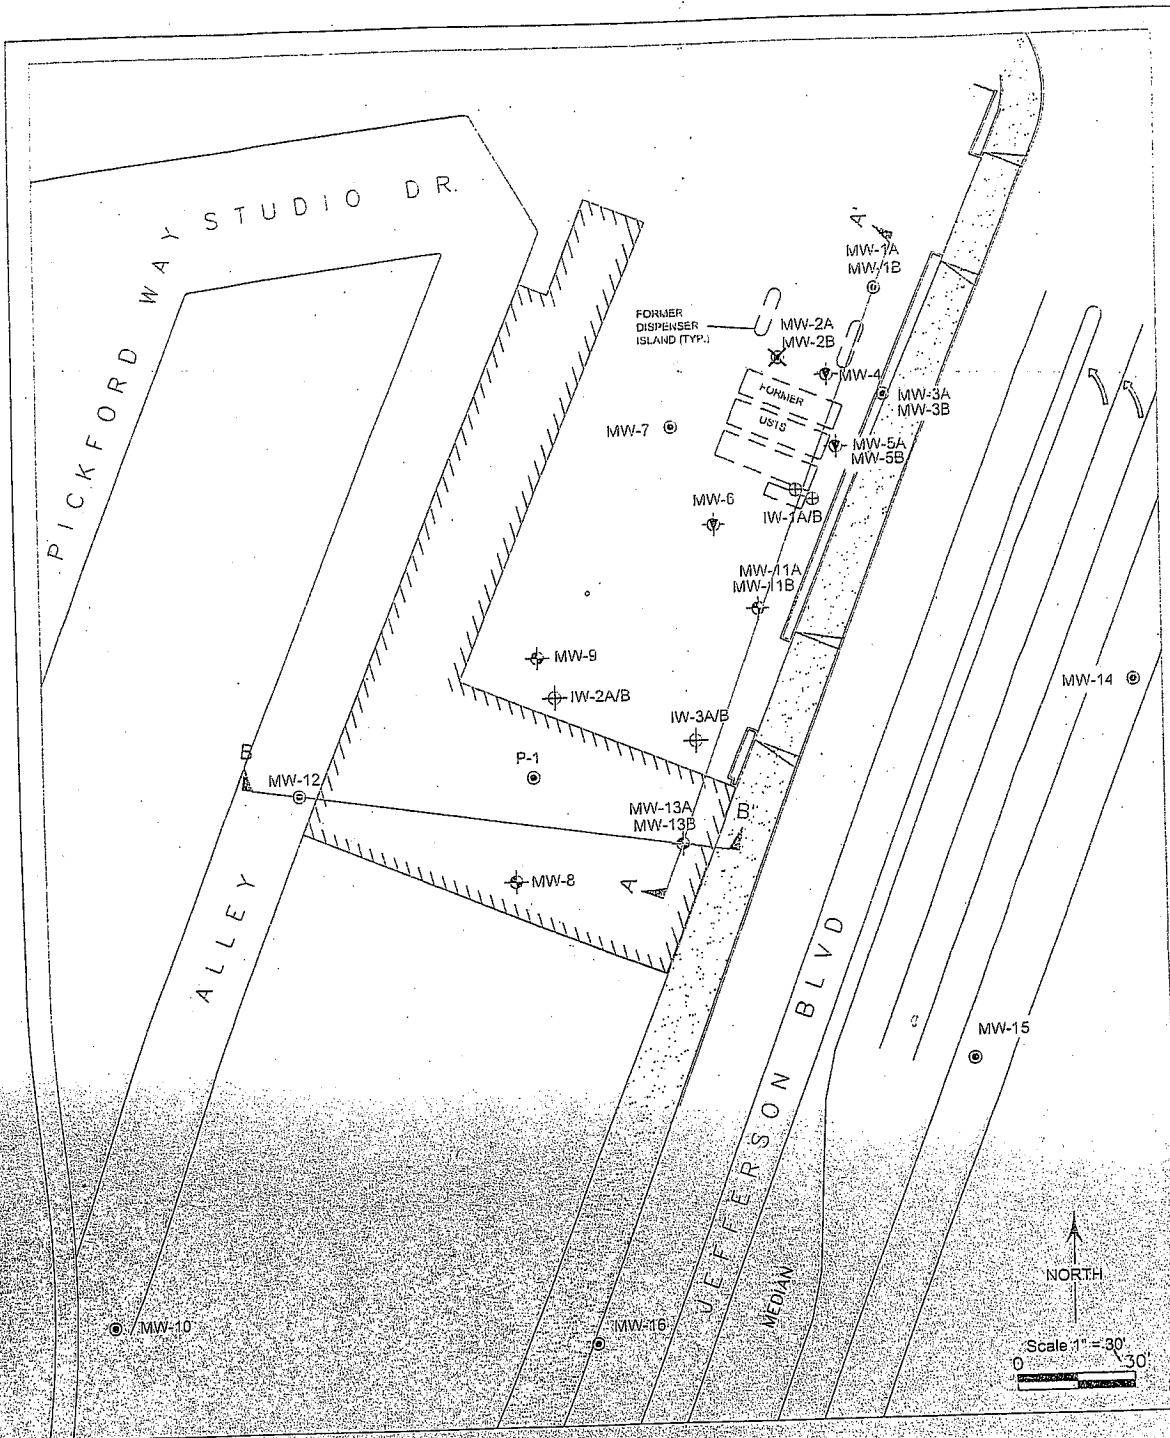 STUDIO DR.
PICKFORD WAY
A'
MW-1A
MW-1B
FORMER
DISPENSER
ISLAND (TYP.)
MW-2A
MW-2B
MW-4
FORMER
USTS
MW-3A
MW-3B
MW-7
MW-5A
MW-5B
MW-6
IW-1A/B
MW-11A
MW-11B
MW-9
IW-2A/B
MW-14
IW-3A/B
B
MW-12
P-1
MW-13A
MW-13B
B'
MW-8
A
ALLEY
JEFFERSON BLVD
MW-15
MEDIAN
NORTH
MW-10
MW-16
Scale 1" = 30'
0 30'